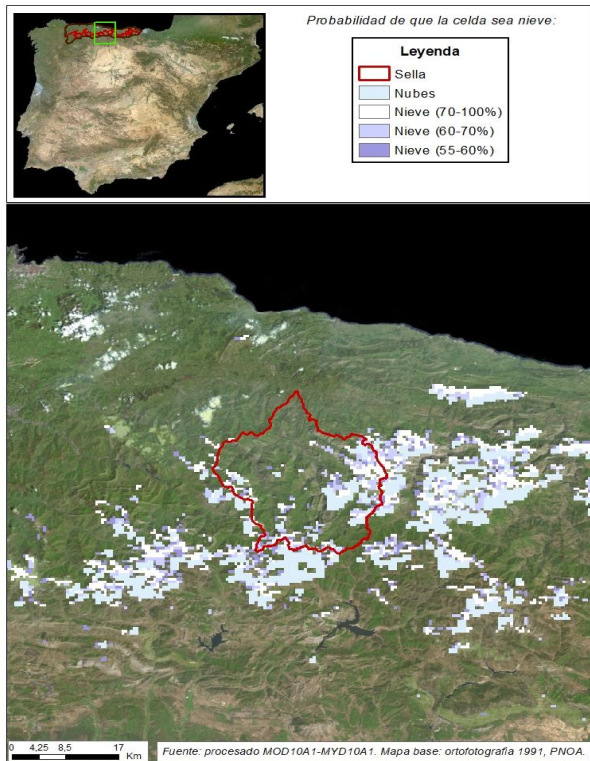 Probabilidad de que la celda sea nieve:
Leyenda
Sella
Nubes
Nieve (70-100%)
Nieve (60-70%)
Nieve (55-60%)
0 4,25 8,5 17
Km
Fuente: procesado MOD10A1-MYD10A1. Mapa base: ortofotografia 1991, PNOA.